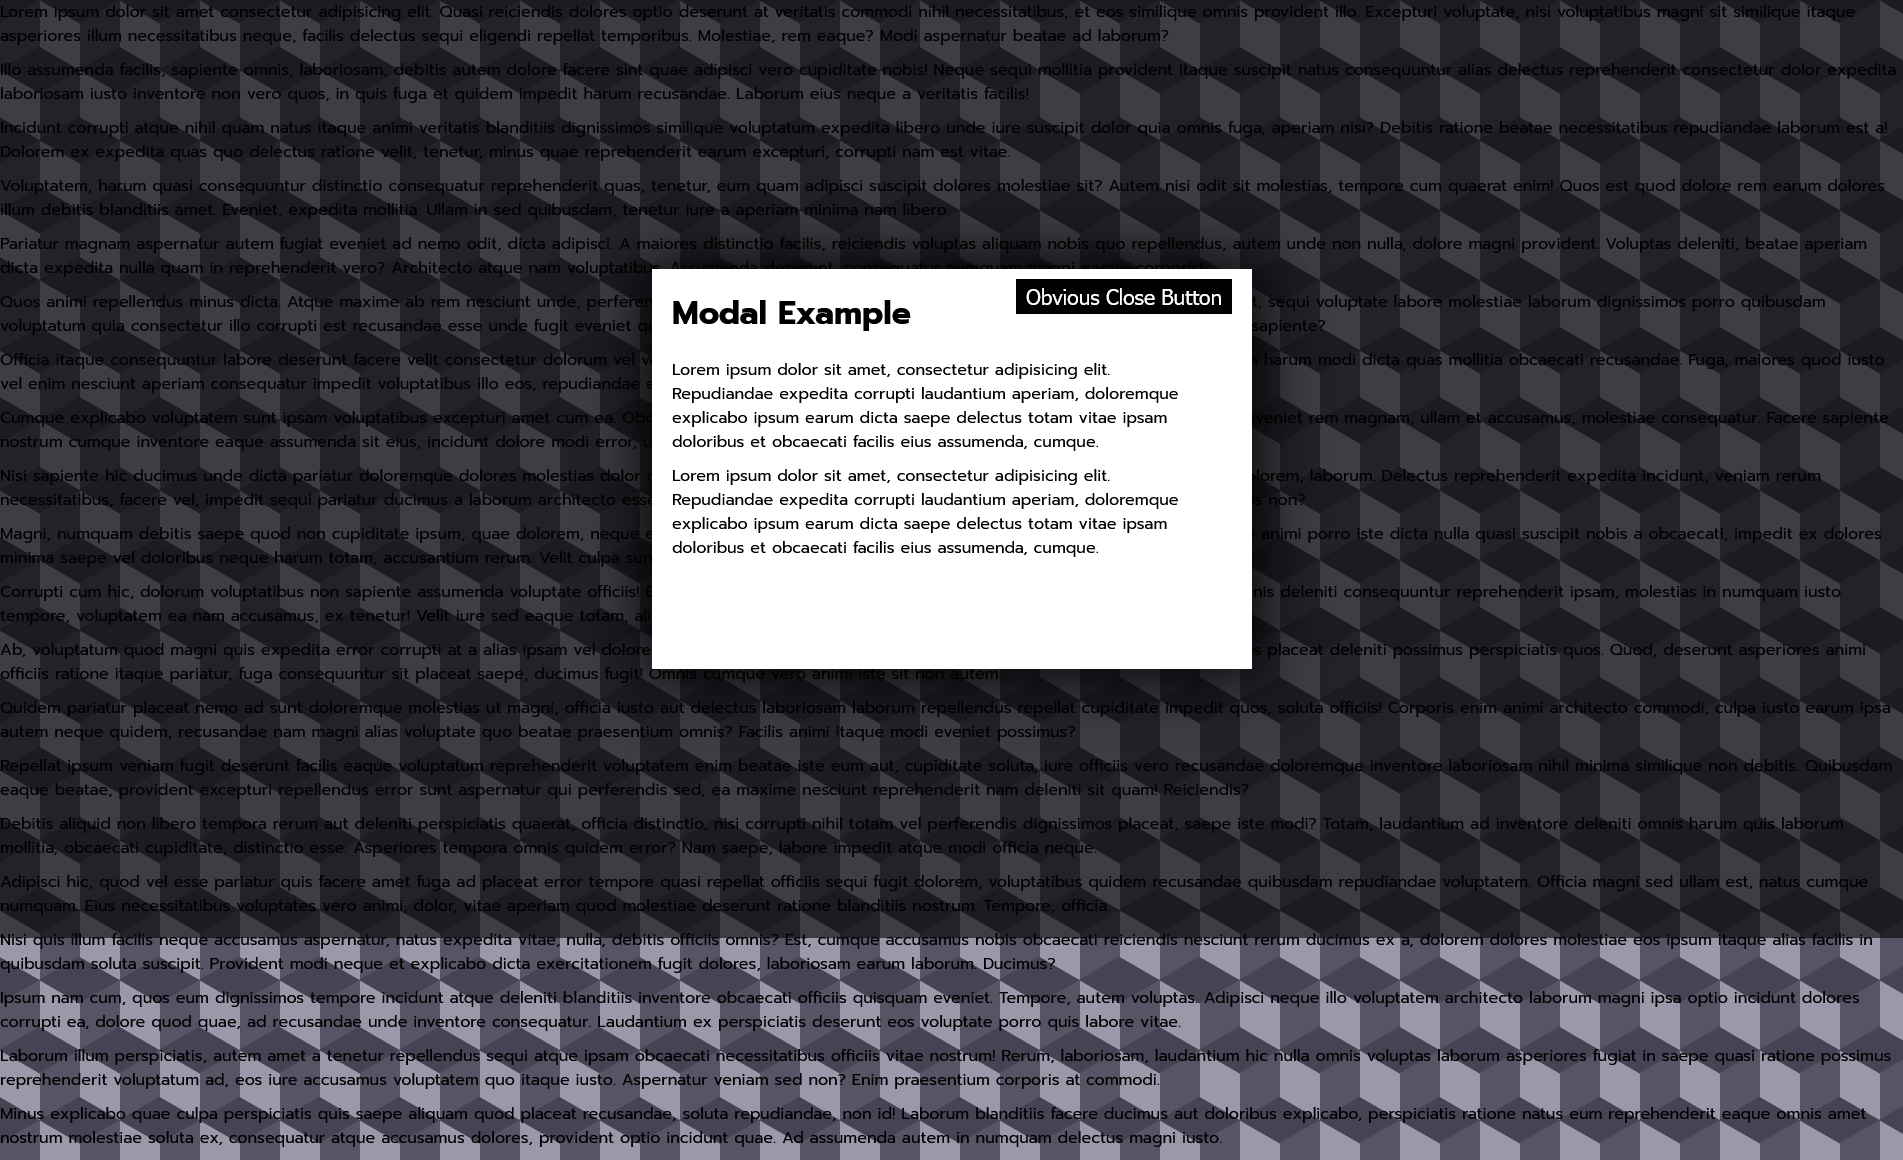 Lorem ipsum dolor sit amet consectetur adipisicing elit. Quasi reiciendis dolores optio deserunt at veritatis commodi nihil necessitatibus, et eos similique omnis provident illo. Excepturi voluptate, nisi voluptatibus magni sit similique itaque
asperiores illum necessitatibus neque, facilis delectus sequi eligendi repellat temporibus. Molestiae, rem eaque? Modi aspernatur beatae ad laborum?
Illo assumenda facilis, sapiente omnis, laboriosam, debitis autem dolore facere sint quae adipisci vero cupiditate nobis! Neque sequi mollitia provident itaque suscipit natus consequuntur alias delectus reprehenderit consectetur dolor expedita
laboriosam iusto inventore non vero quos, in quis fuga et quidem impedit harum recusandae. Laborum eius neque a veritatis facilis!
Incidunt corrupti atque nihil quam natus itaque animi veritatis blanditiis dignissimos similique voluptatum expedita libero unde iure suscipit dolor quia omnis fuga, aperiam nisi? Debitis ratione beatae necessitatibus repudiandae laborum est a!
Dolorem ex expedita quas quo delectus ratione velit, tenetur, minus quae reprehenderit earum excepturi, corrupti nam est vitae.
Voluptatem, harum quasi consequuntur distinctio consequatur reprehenderit quas, tenetur, eum quam adipisci suscipit dolores molestiae sit? Autem nisi odit sit molestias, tempore cum quaerat enim! Quos est quod dolore rem earum dolores
illum debitis blanditiis amet. Eveniet, expedita mollitia. Ullam in sed quibusdam, tenetur iure a aperiam minima nam libero.
Pariatur magnam aspernatur autem fugiat eveniet ad nemo odit, dicta adipisci. A maiores distinctio facilis, reiciendis voluptas aliquam nobis quo repellendus, autem unde non nulla, dolore magni provident. Voluptas deleniti, beatae aperiam
dicta expedita nulla quam in reprehenderit vero? Architecto atque nam voluptatibus. Assumenda deserunt, consequatur numquam magni eaque corporis!
Quos animi repellendus minus dicta. Atque maxime ab rem nesciunt unde, sequi voluptate labore molestiae laborum dignissimos porro quibusdam
voluptatum quia consectetur illo corrupti est recusandae esse unde fugit eveniet sapiente?
Officia itaque consequuntur labore deserunt facere velit consectetur dolorum vel harum modi dicta quas mollitia obcaecati recusandae. Fuga, maiores quod iusto
vel enim nesciunt aperiam consequatur impedit voluptatibus illo eos, repudiandae
Cumque explicabo voluptatem sunt ipsam voluptatibus excepturi amet cum ea. eveniet rem magnam, ullam et accusamus, molestiae consequatur. Facere sapiente
nostrum cumque inventore eaque assumenda sit eius, incidunt dolore modi error,
Nisi sapiente hic ducimus unde dicta pariatur doloremque dolores molestias dolor laborum. Delectus reprehenderit expedita incidunt, veniam rerum
necessitatibus, facere vel, impedit sequi pariatur ducimus a laborum architecto non?
Magni, numquam debitis saepe quod non cupiditate ipsum, quae dolorem, neque animi porro iste dicta nulla quasi suscipit nobis a obcaecati, impedit ex dolores
minima saepe vel doloribus neque harum totam, accusantium rerum. Velit culpa
Corrupti cum hic, dolorum voluptatibus non sapiente assumenda voluptate officiis! deleniti consequuntur reprehenderit ipsam, molestias in numquam iusto
tempore, voluptatem ea nam accusamus, ex tenetur! Velit iure sed eaque totam,
Ab, voluptatum quod magni quis expedita error corrupti at a alias ipsam vel placeat deleniti possimus perspiciatis quos. Quod, deserunt asperiores animi
officiis ratione itaque pariatur, fuga consequuntur sit placeat saepe, ducimus fugit! Omnis cumque vero animi iste sit non autem.
Modal Example
Obvious Close Button
Lorem ipsum dolor sit amet, consectetur adipisicing elit.
Repudiandae expedita corrupti laudantium aperiam, doloremque
explicabo ipsum earum dicta saepe delectus totam vitae ipsam
doloribus et obcaecati facilis eius assumenda, cumque.
Lorem ipsum dolor sit amet, consectetur adipisicing elit.
Repudiandae expedita corrupti laudantium aperiam, doloremque
explicabo ipsum earum dicta saepe delectus totam vitae ipsam
doloribus et obcaecati facilis eius assumenda, cumque.
Quidem pariatur placeat nemo ad sunt doloremque molestias ut magni, officia iusto aut delectus laboriosam laborum repellendus repellat cupiditate impedit quos, soluta officiis! Corporis enim animi architecto commodi, culpa iusto earum ipsa
autem neque quidem, recusandae nam magni alias voluptate quo beatae praesentium omnis? Facilis animi itaque modi eveniet possimus?
Repellat ipsum veniam fugit deserunt facilis eaque voluptatum reprehenderit voluptatem enim beatae iste eum aut, cupiditate soluta, iure officiis vero recusandae doloremque inventore laboriosam nihil minima similique non debitis. Quibusdam
eaque beatae, provident excepturi repellendus error sunt aspernatur qui perferendis sed, ea maxime nesciunt reprehenderit nam deleniti sit quam! Reiciendis?
Debitis aliquid non libero tempora rerum aut deleniti perspiciatis quaerat, officia distinctio, nisi corrupti nihil totam vel perferendis dignissimos placeat, saepe iste modi? Totam, laudantium ad inventore deleniti omnis harum quis laborum
mollitia, obcaecati cupiditate, distinctio esse. Asperiores tempora omnis quidem error? Nam saepe, labore impedit atque modi officia neque.
Adipisci hic, quod vel esse pariatur quis facere amet fuga ad placeat error tempore quasi repellat officiis sequi fugit dolorem, voluptatibus quidem recusandae quibusdam repudiandae voluptatem. Officia magni sed ullam est, natus cumque
numquam. Eius necessitatibus voluptates vero animi, dolor, vitae aperiam quod molestiae deserunt ratione blanditiis nostrum. Tempore, officia.
Nisi quis illum facilis neque accusamus aspernatur, natus expedita vitae, nulla, debitis officiis omnis? Est, cumque accusamus nobis obcaecati reiciendis nesciunt rerum ducimus ex a, dolorem dolores molestiae eos ipsum itaque alias facilis in
quibusdam soluta suscipit. Provident modi neque et explicabo dicta exercitationem fugit dolores, laboriosam earum laborum. Ducimus?
Ipsum nam cum, quos eum dignissimos tempore incidunt atque deleniti blanditiis inventore obcaecati officiis quisquam eveniet. Tempore, autem voluptas. Adipisci neque illo voluptatem architecto laborum magni ipsa optio incidunt dolores
corrupti ea, dolore quod quae, ad recusandae unde inventore consequatur. Laudantium ex perspiciatis deserunt eos voluptate porro quis labore vitae.
Laborum illum perspiciatis, autem amet a tenetur repellendus sequi atque ipsam obcaecati necessitatibus officiis vitae nostrum! Rerum, laboriosam, laudantium hic nulla omnis voluptas laborum asperiores fugiat in saepe quasi ratione possimus
reprehenderit voluptatum ad, eos iure accusamus voluptatem quo itaque iusto. Aspernatur veniam sed non? Enim praesentium corporis at commodi.
Minus explicabo quae culpa perspiciatis quis saepe aliquam quod placeat recusandae, soluta repudiandae, non id! Laborum blanditiis facere ducimus aut doloribus explicabo, perspiciatis ratione natus eum reprehenderit eaque omnis amet
nostrum molestiae soluta ex, consequatur atque accusamus dolores, provident optio incidunt quae. Ad assumenda autem in numquam delectus magni iusto.